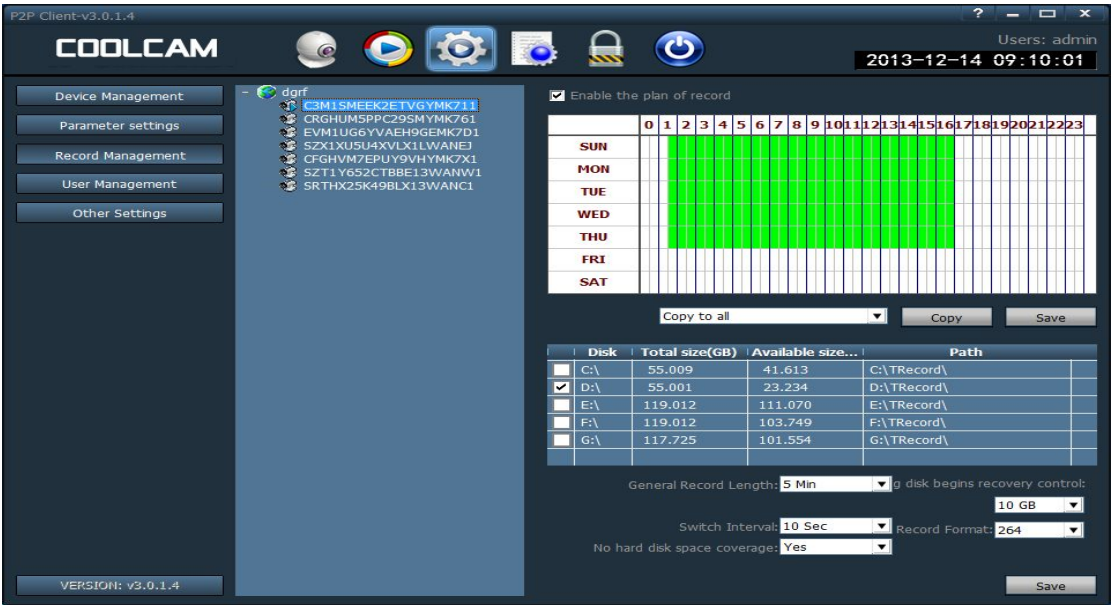 P2P Client-v3.0.1.4
?
COOLCAM
Users: admin
2013-12-14 09:10:01
Device Management
Parameter settings
Record Management
User Management
Other Settings
VERSION: v3.0.1.4
dgrf
C3M1SMEEK2ETVGYMK711
CRGHUM5PPC29SMYMK761
EVM1UG6YVAEH9GEMK7D1
SZX1XU5U4XVLX1LWANEJ
CFGHVM7EPUY9VHYMK7X1
SZT1Y652CTBBE13WANW1
SRTHX25K49BLX13WANC1
Enable the plan of record
0 1 2 3 4 5 6 7 8 9 10 11 12 13 14 15 16 17 18 19 20 21 22 23
SUN
MON
TUE
WED
THU
FRI
SAT
Copy to all Copy Save
Disk Total size(GB) Available size... Path
C:\ 55.009 41.613 C:\TRecord\
D:\ 55.001 23.234 D:\TRecord\
E:\ 119.012 111.070 E:\TRecord\
F:\ 119.012 103.749 F:\TRecord\
G:\ 117.725 101.554 G:\TRecord\
General Record Length: 5 Min g disk begins recovery control:
10 GB
Switch Interval: 10 Sec Record Format: 264
No hard disk space coverage: Yes
Save